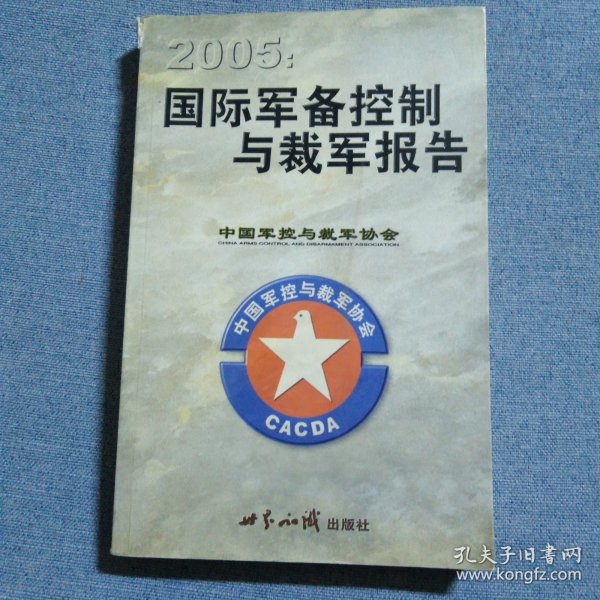 2005:
国际军备控制
与裁军报告
中国军控与裁军协会
CHINA ARMS CONTROL AND DISARMAMENT ASSOCIATION
中国军控与裁军协会
CACDA
世界知识 出版社
孔夫子旧书网
www.kongfz.com